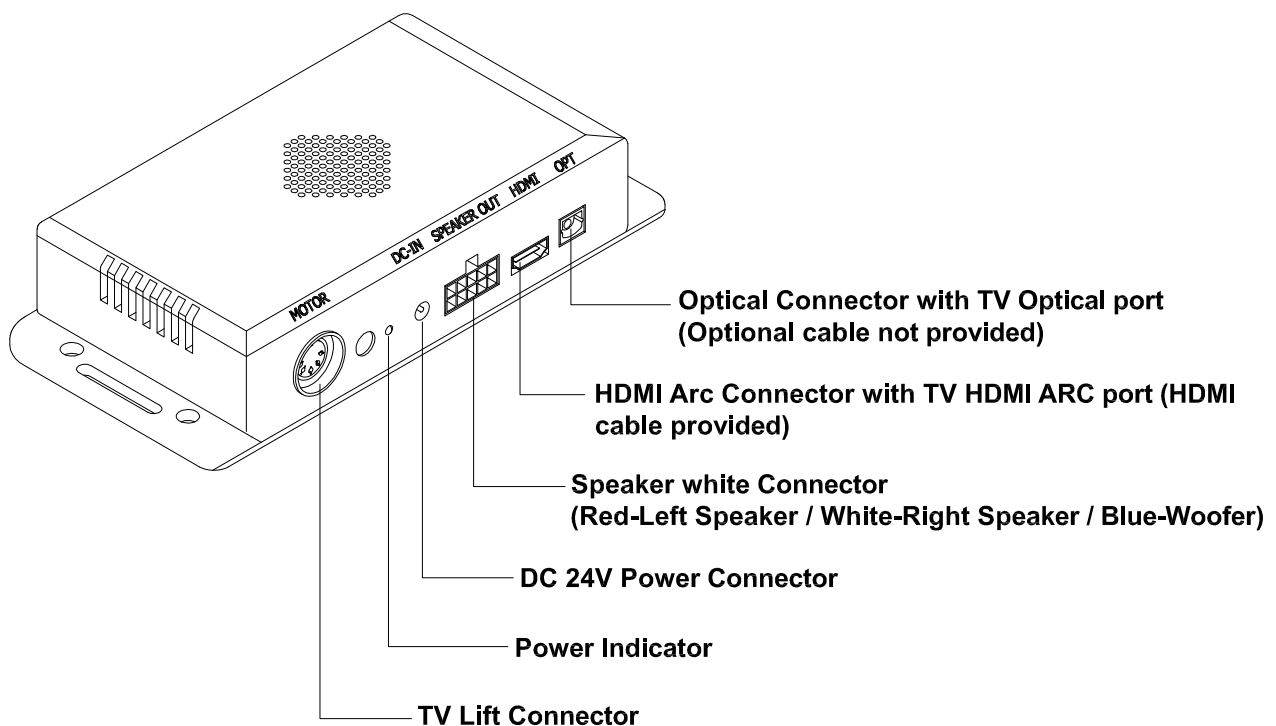 MOTOR
DC-IN
SPEAKER OUT
HDMI
OPT
Optical Connector with TV Optical port
(Optional cable not provided)
HDMI Arc Connector with TV HDMI ARC port (HDMI
cable provided)
Speaker white Connector
(Red-Left Speaker / White-Right Speaker / Blue-Woofer)
DC 24V Power Connector
Power Indicator
TV Lift Connector